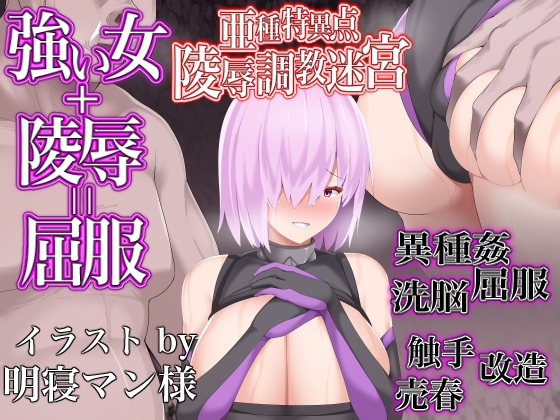 強い女
+
陵辱
=
屈服
亜種特異点
陵辱調教迷宮
異種姦
洗脳屈服
触手
売春改造
イラスト by
明寝マン様